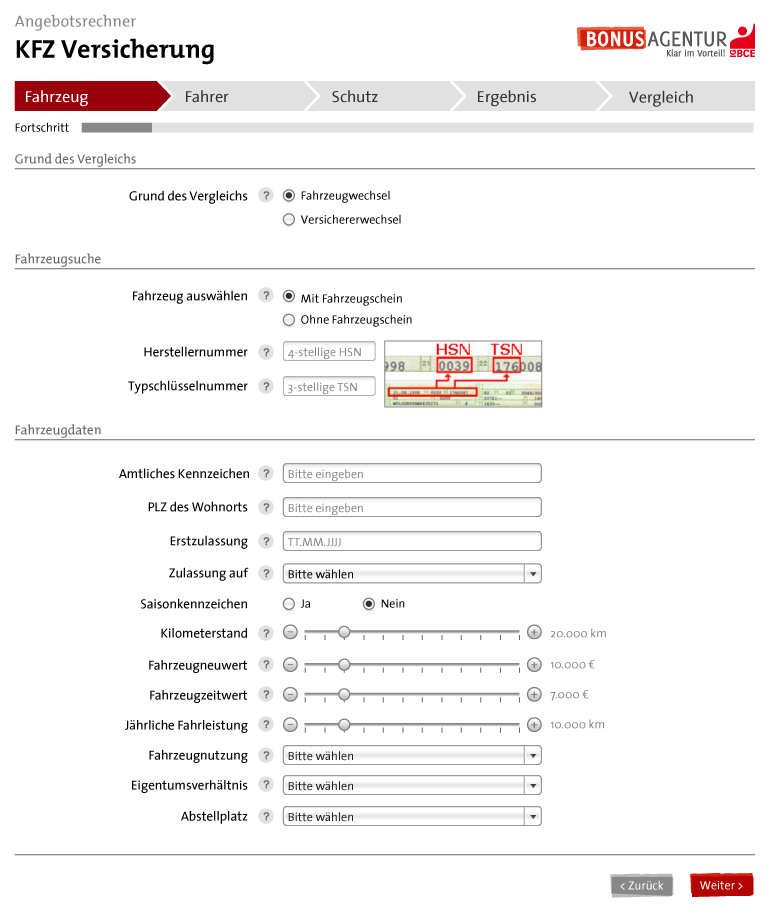 Angebotsrechner
KFZ Versicherung
BONUSAGENTUR
Klar im Vorteil!
ÖBCE
Fahrzeug
Fahrer
Schutz
Ergebnis
Vergleich
Fortschritt
Grund des Vergleichs
Grund des Vergleichs ? Fahrzeugwechsel
Versichererwechsel
Fahrzeugsuche
Fahrzeug auswählen ? Mit Fahrzeugschein
Ohne Fahrzeugschein
HSN TSN
Herstellernummer ? 4-stellige HSN
998 0039 176008
Typschlüsselnummer ? 3-stellige TSN
Fahrzeugdaten
Amtliches Kennzeichen ? Bitte eingeben
PLZ des Wohnorts ? Bitte eingeben
Erstzulassung ? TT.MM.JJJJ
Zulassung auf ? Bitte wählen
Saisonkennzeichen Ja Nein
Kilometerstand ? 20.000 km
Fahrzeugneuwert ? 10.000 €
Fahrzeugzeitwert ? 7.000 €
Jährliche Fahrleistung ? 10.000 km
Fahrzeugnutzung ? Bitte wählen
Eigentumsverhältnis ? Bitte wählen
Abstellplatz ? Bitte wählen
< Zurück
Weiter >